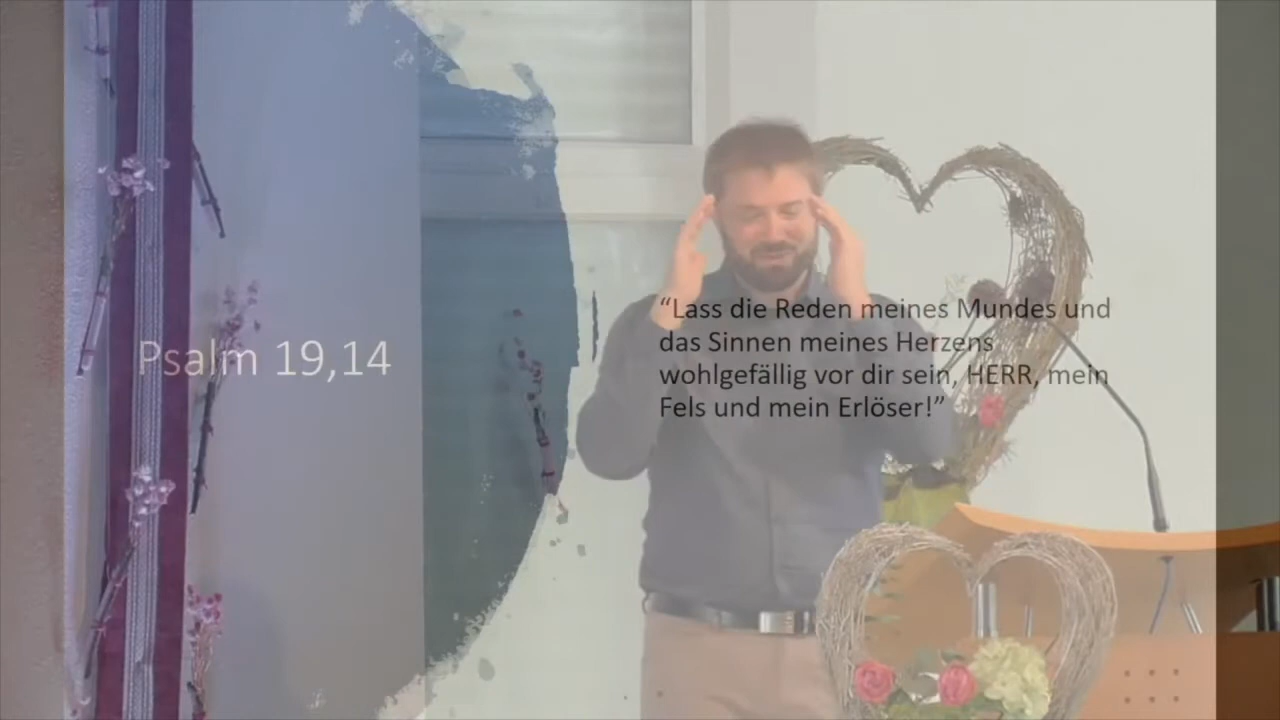 Psalm 19,14
“Lass die Reden meines Mundes und
das Sinnen meines Herzens
wohlgefällig vor dir sein, HERR, mein
Fels und mein Erlöser!”